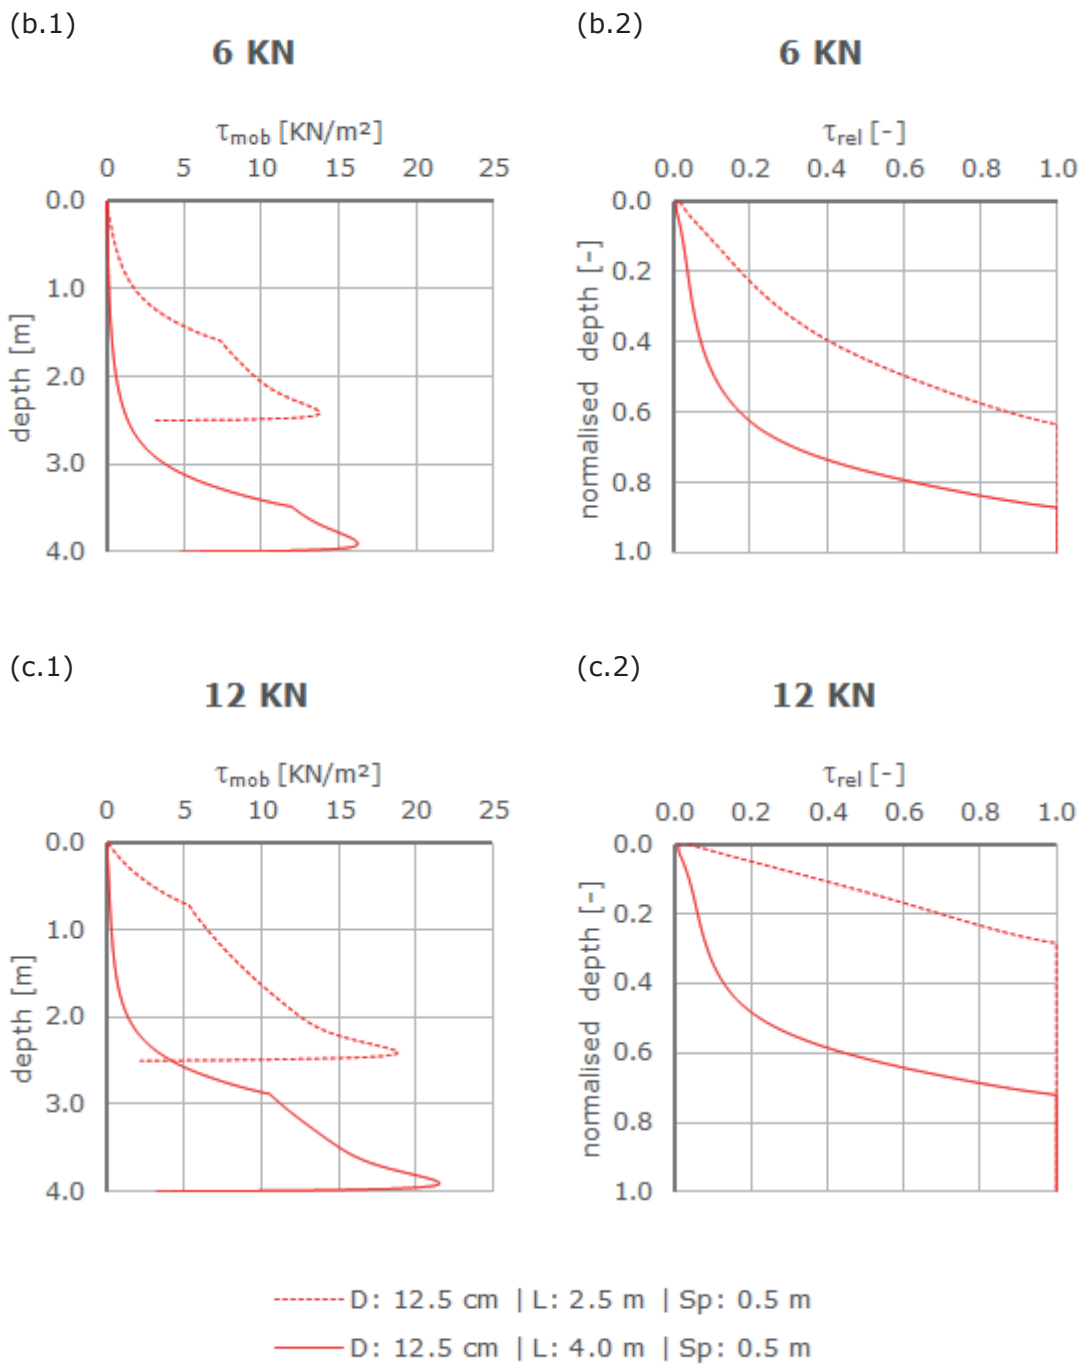 (b.1)
(b.2)
6 KN
6 KN
τmob [KN/m²]
τrel [-]
0 5 10 15 20 25
0.0 0.2 0.4 0.6 0.8 1.0
0.0
1.0
2.0
3.0
4.0
depth [m]
0.0
0.2
0.4
0.6
0.8
1.0
normalised depth [-]
(c.1)
(c.2)
12 KN
12 KN
τmob [KN/m²]
τrel [-]
0 5 10 15 20 25
0.0 0.2 0.4 0.6 0.8 1.0
0.0
1.0
2.0
3.0
4.0
depth [m]
0.0
0.2
0.4
0.6
0.8
1.0
normalised depth [-]
D: 12.5 cm | L: 2.5 m | Sp: 0.5 m
D: 12.5 cm | L: 4.0 m | Sp: 0.5 m